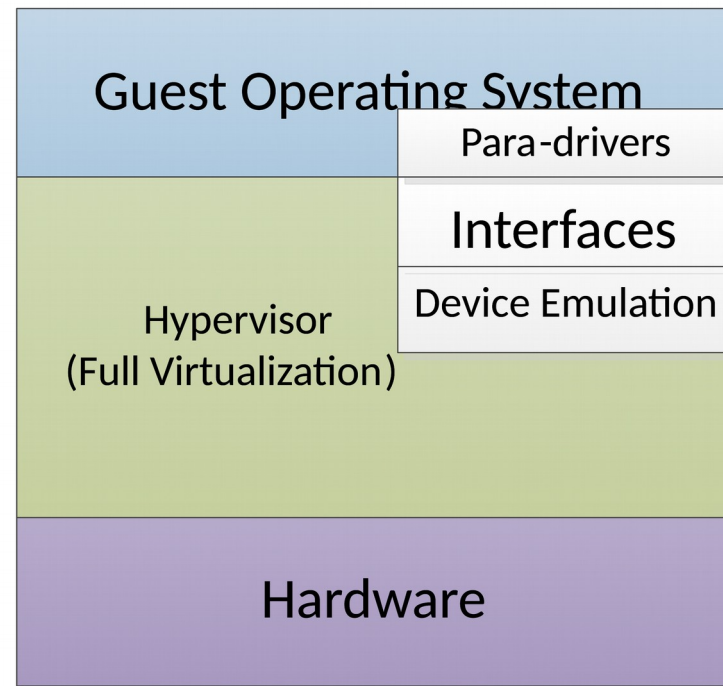 Guest Operating System
Para-drivers
Interfaces
Device Emulation
Hypervisor
(Full Virtualization)
Hardware